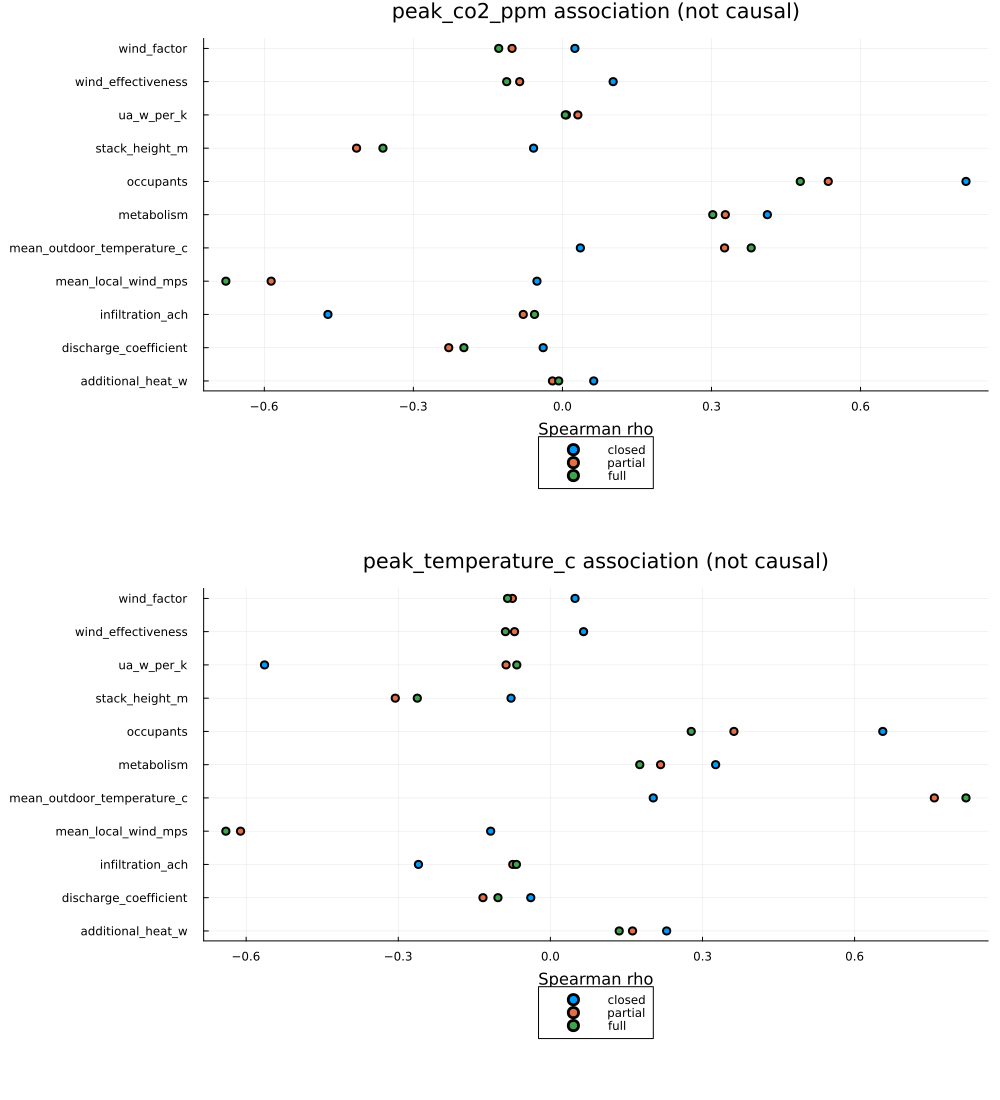 peak_co2_ppm association (not causal)
wind_factor
wind_effectiveness
ua_w_per_k
stack_height_m
occupants
metabolism
mean_outdoor_temperature_c
mean_local_wind_mps
infiltration_ach
discharge_coefficient
additional_heat_w
−0.6 −0.3 0.0 0.3 0.6
Spearman rho
closed
partial
full
peak_temperature_c association (not causal)
wind_factor
wind_effectiveness
ua_w_per_k
stack_height_m
occupants
metabolism
mean_outdoor_temperature_c
mean_local_wind_mps
infiltration_ach
discharge_coefficient
additional_heat_w
−0.6 −0.3 0.0 0.3 0.6
Spearman rho
closed
partial
full